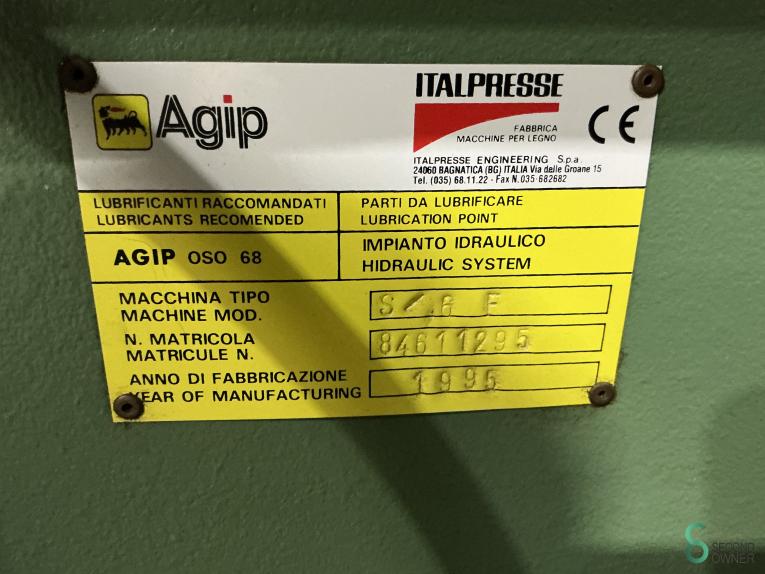 Agip
ITALPRESSE
FABBRICA
MACCHINE PER LEGNO
CE
ITALPRESSE ENGINEERING S.p.a.
24060 BAGNATICA (BG) ITALIA Via delle Groane 15
Tel. (035) 68.11.22 - Fax N. 035-682682
LUBRIFICANTI RACCOMANDATI
LUBRICANTS RECOMENDED
PARTI DA LUBRIFICARE
LUBRICATION POINT
AGIP OSO 68
IMPIANTO IDRAULICO
HIDRAULIC SYSTEM
MACCHINA TIPO
MACHINE MOD.
N. MATRICOLA
MATRICULE N.
84611295
ANNO DI FABBRICAZIONE
YEAR OF MANUFACTURING
1995
SECOND
OWNER